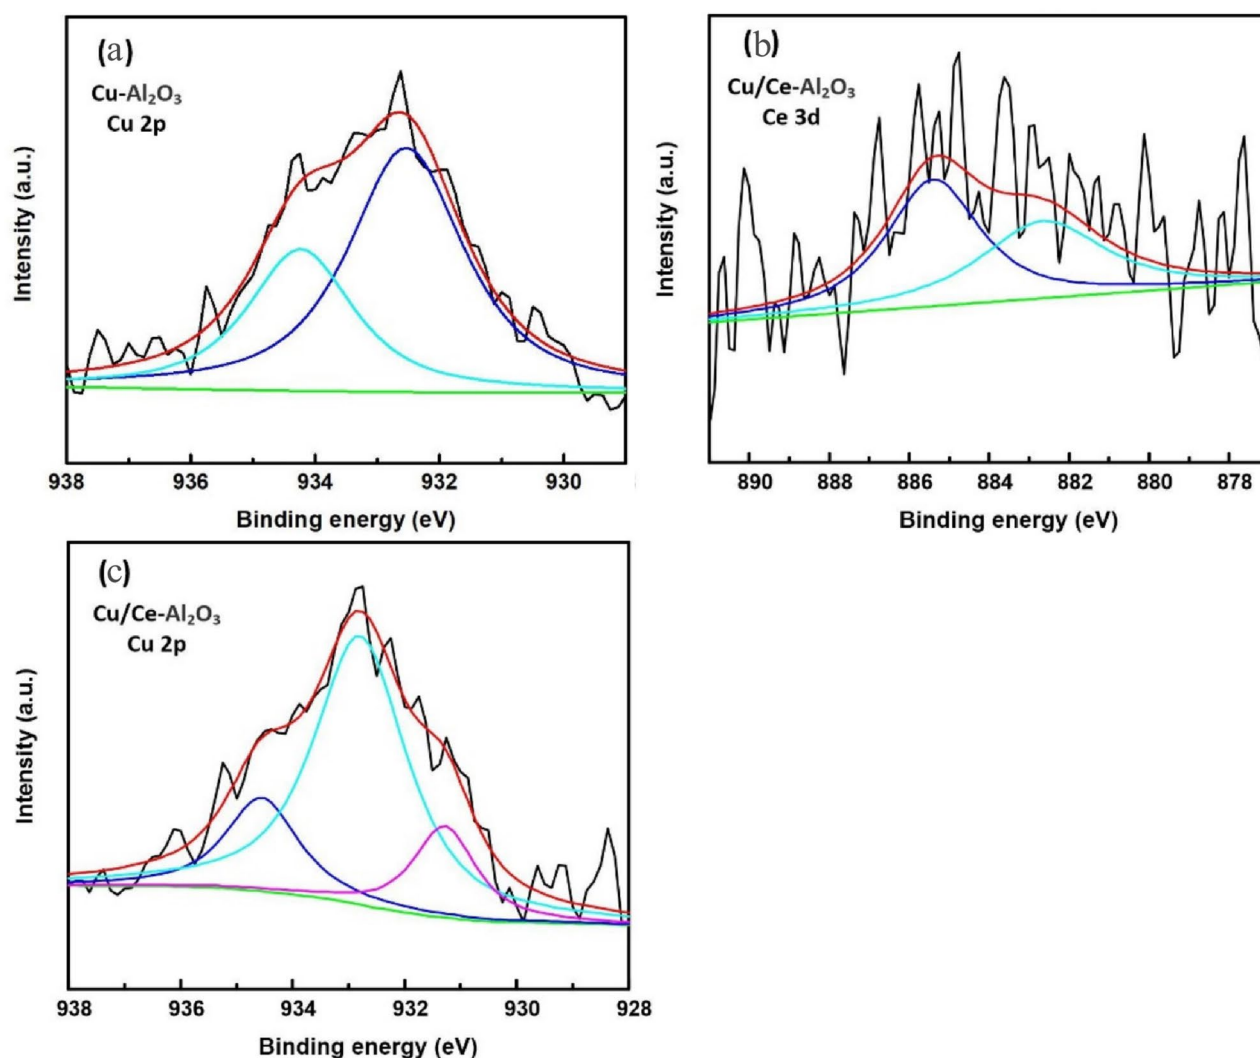 (a)
Cu-Al₂O₃
Cu 2p
Intensity (a.u.)
938 936 934 932 930
Binding energy (eV)
(b)
Cu/Ce-Al₂O₃
Ce 3d
Intensity (a.u.)
890 888 886 884 882 880 878
Binding energy (eV)
(c)
Cu/Ce-Al₂O₃
Cu 2p
Intensity (a.u.)
938 936 934 932 930 928
Binding energy (eV)